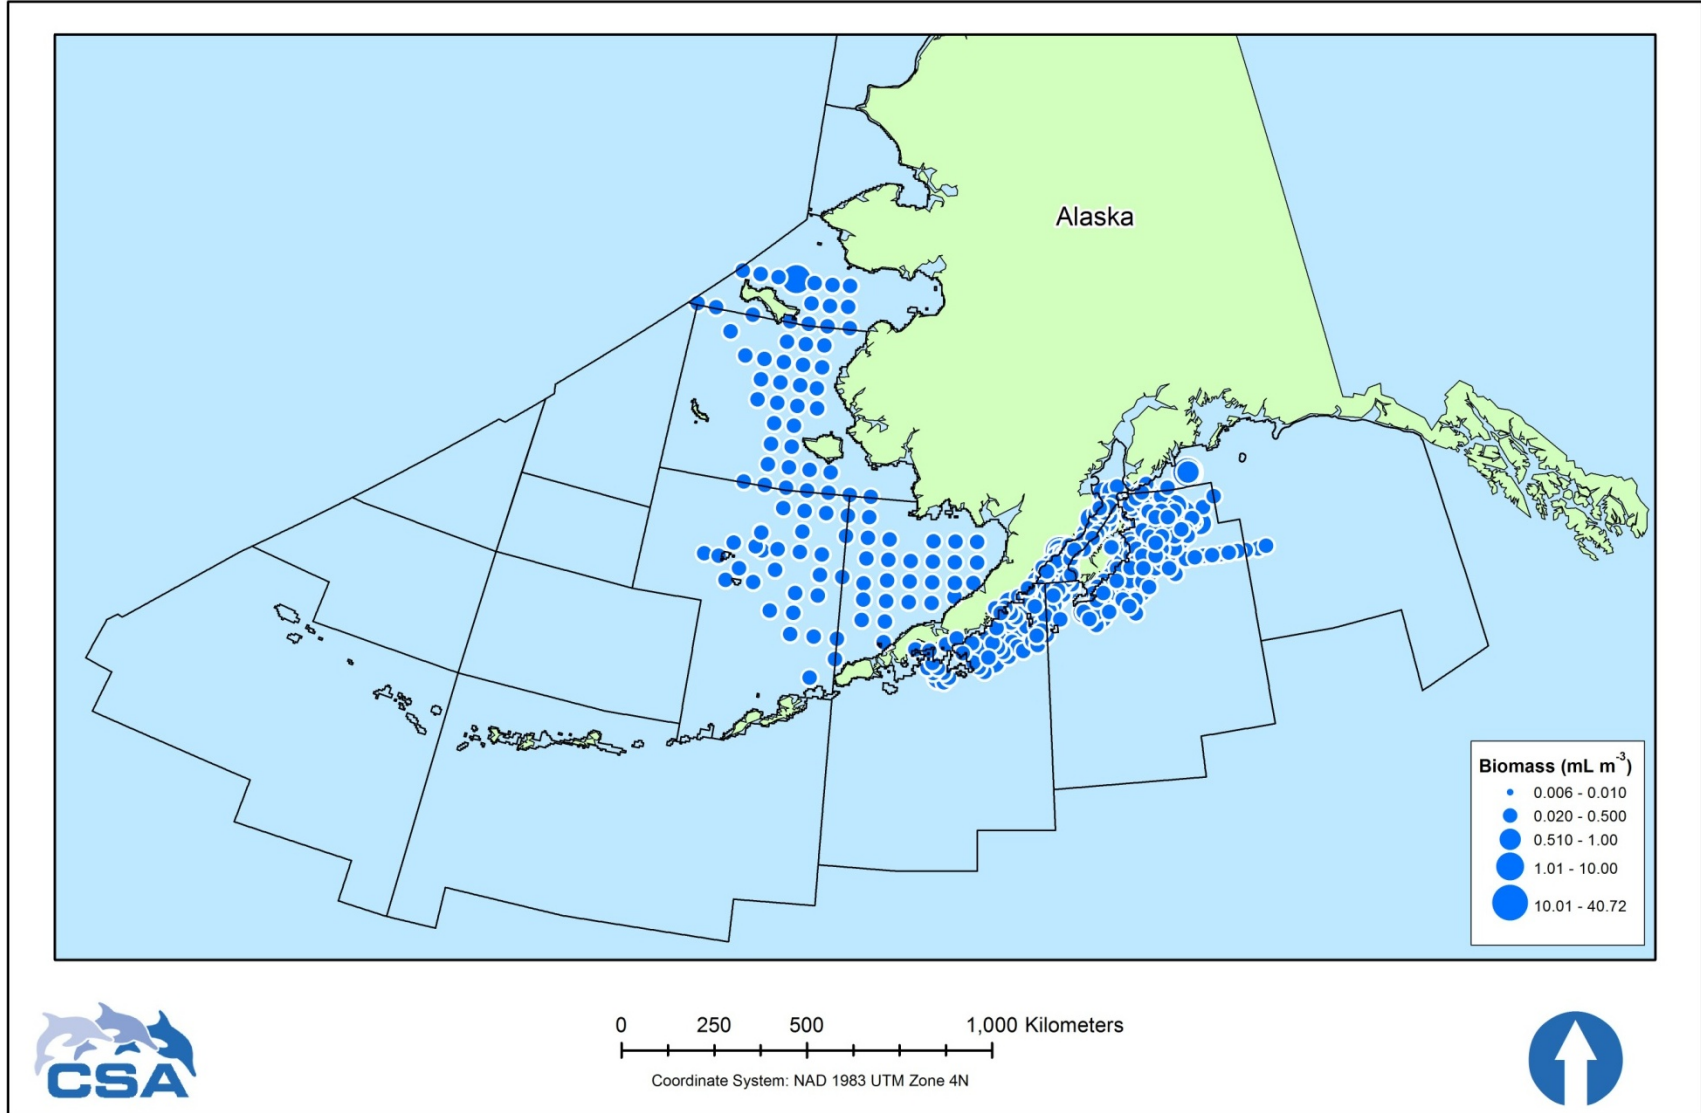 Alaska
Biomass (mL m-3)
0.006 - 0.010
0.020 - 0.500
0.510 - 1.00
1.01 - 10.00
10.01 - 40.72
0 250 500 1,000 Kilometers
Coordinate System: NAD 1983 UTM Zone 4N
CSA